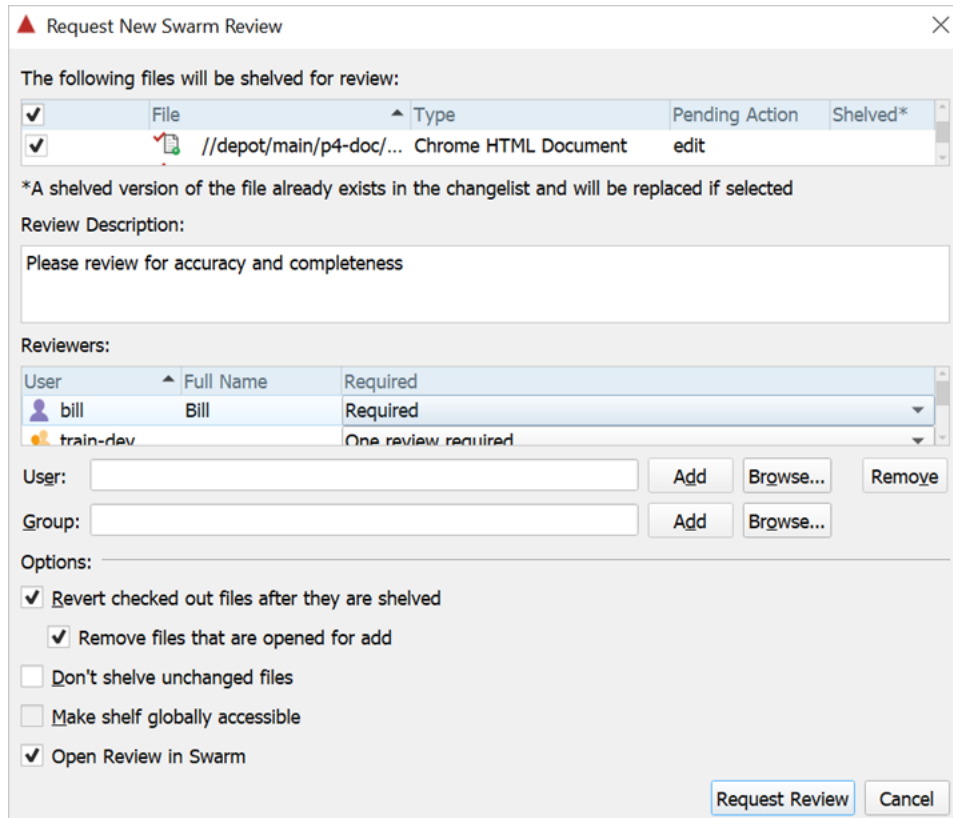 Request New Swarm Review
The following files will be shelved for review:
File Type Pending Action Shelved*
//depot/main/p4-doc/... Chrome HTML Document edit
*A shelved version of the file already exists in the changelist and will be replaced if selected
Review Description:
Please review for accuracy and completeness
Reviewers:
User Full Name Required
bill Bill Required
train-dev One review required
User: Add Browse... Remove
Group: Add Browse...
Options:
Revert checked out files after they are shelved
Remove files that are opened for add
Don't shelve unchanged files
Make shelf globally accessible
Open Review in Swarm
Request Review Cancel